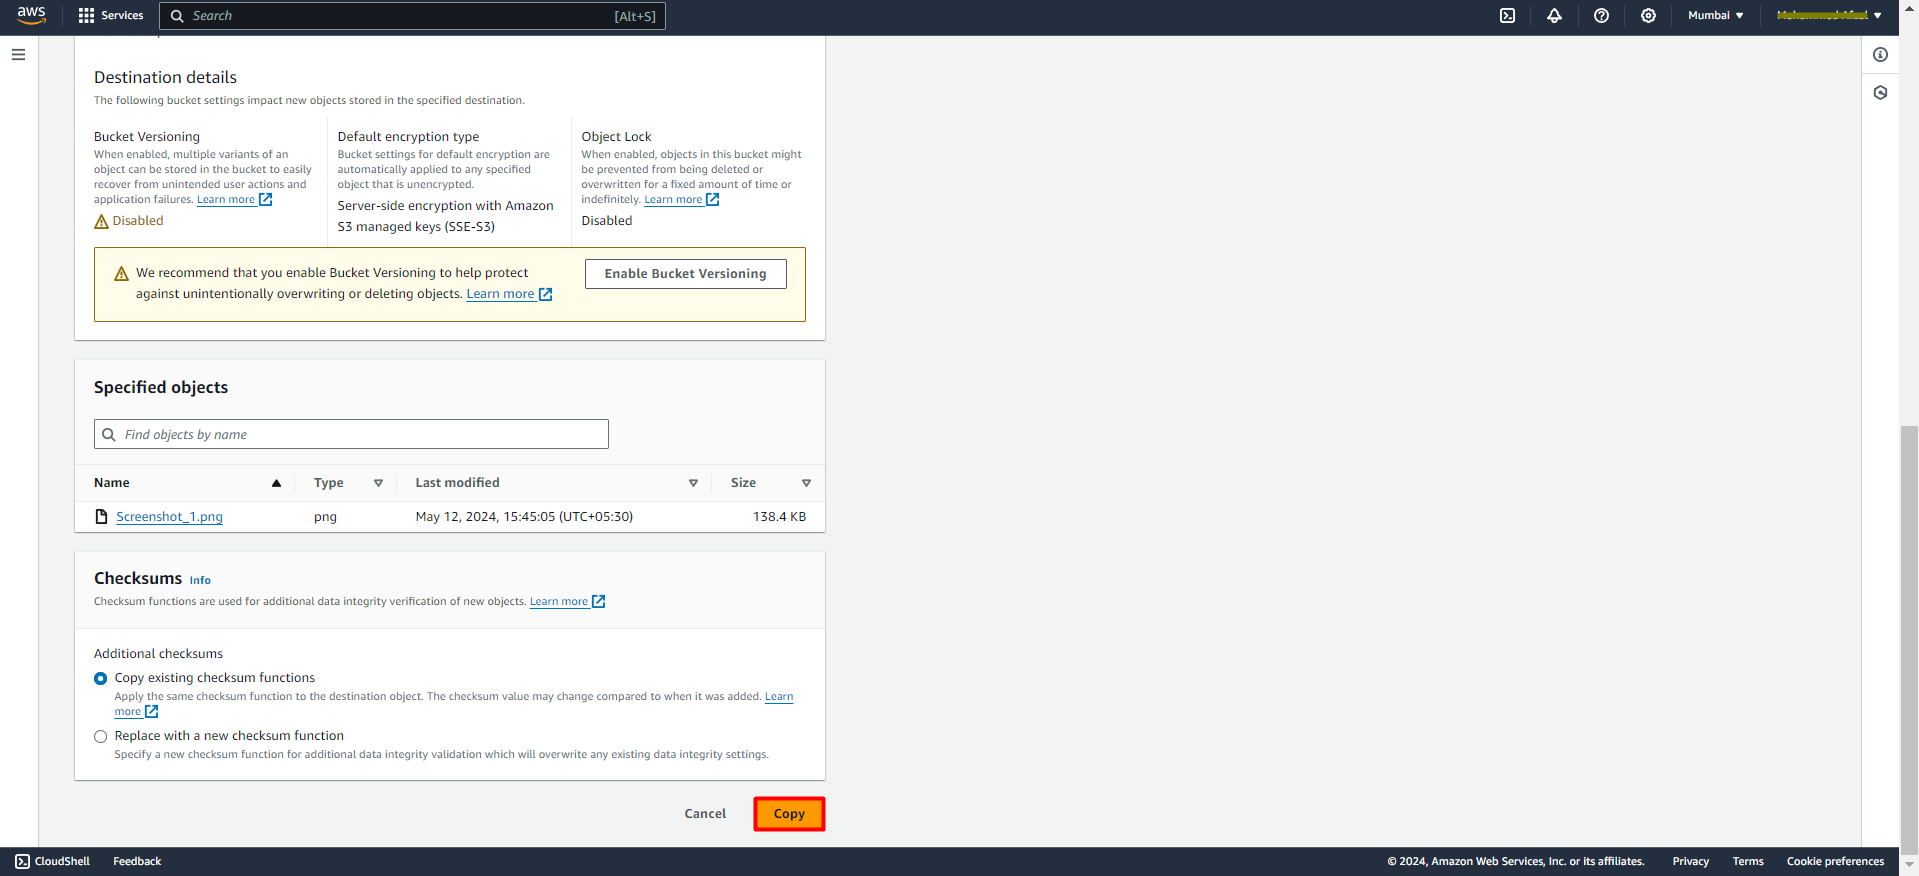 aws
Services
Search
[Alt+S]
Mumbai
Destination details
The following bucket settings impact new objects stored in the specified destination.
Bucket Versioning
When enabled, multiple variants of an
object can be stored in the bucket to easily
recover from unintended user actions and
application failures. Learn more
Disabled
Default encryption type
Bucket settings for default encryption are
automatically applied to any specified
object that is unencrypted.
Server-side encryption with Amazon
S3 managed keys (SSE-S3)
Object Lock
When enabled, objects in this bucket might
be prevented from being deleted or
overwritten for a fixed amount of time or
indefinitely. Learn more
Disabled
We recommend that you enable Bucket Versioning to help protect
against unintentionally overwriting or deleting objects. Learn more
Enable Bucket Versioning
Specified objects
Find objects by name
Name Type Last modified Size
Screenshot_1.png png May 12, 2024, 15:45:05 (UTC+05:30) 138.4 KB
Checksums Info
Checksum functions are used for additional data integrity verification of new objects. Learn more
Additional checksums
Copy existing checksum functions
Apply the same checksum function to the destination object. The checksum value may change compared to when it was added. Learn
more
Replace with a new checksum function
Specify a new checksum function for additional data integrity validation which will overwrite any existing data integrity settings.
Cancel
Copy
CloudShell
Feedback
© 2024, Amazon Web Services, Inc. or its affiliates.
Privacy
Terms
Cookie preferences